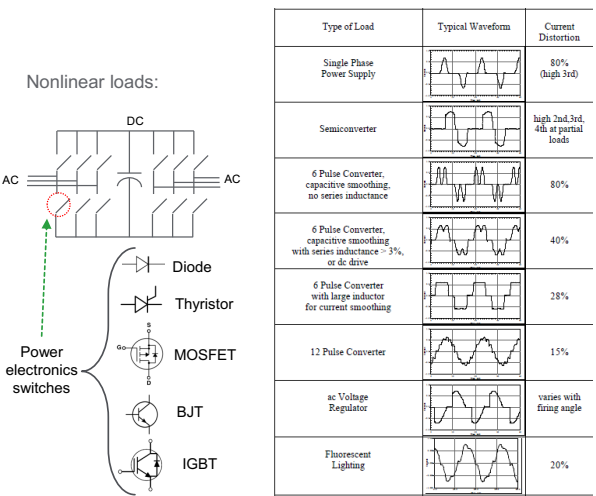 Nonlinear loads:
DC
AC
AC
Diode
Thyristor
S
G
D
MOSFET
BJT
IGBT
Power
electronics
switches
Type of Load Typical Waveform Current
Distortion
Single Phase
Power Supply
80%
(high 3rd)
Semiconverter
high 2nd,3rd,
4th at partial
loads
6 Pulse Converter,
capacitive smoothing,
no series inductance
80%
6 Pulse Converter,
capacitive smoothing
with series inductance > 3%,
or dc drive
40%
6 Pulse Converter
with large inductor
for current smoothing
28%
12 Pulse Converter
15%
ac Voltage
Regulator
varies with
firing angle
Fluorescent
Lighting
20%